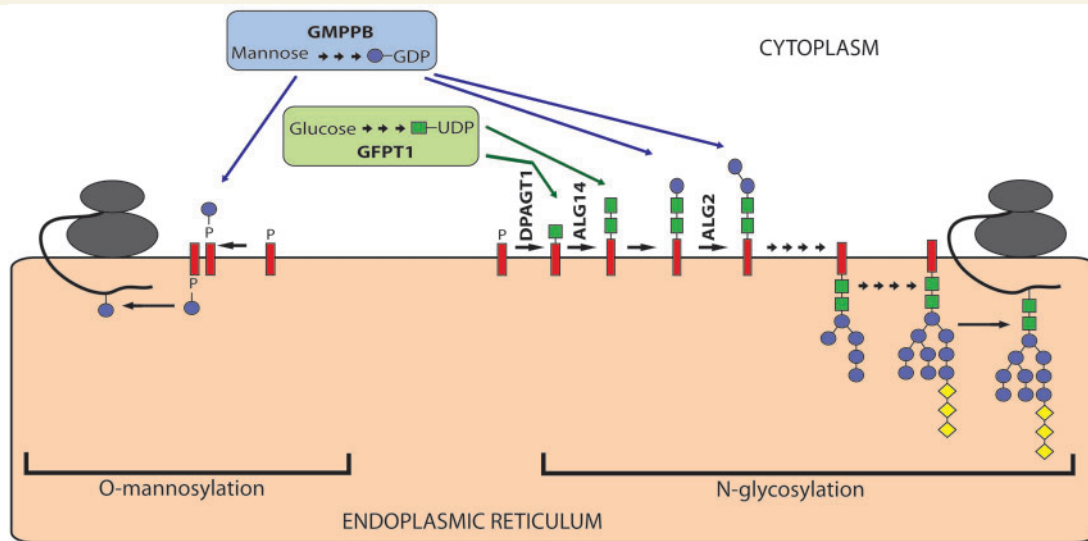 GMPPB
Mannose GDP
CYTOPLASM
Glucose UDP
GFPT1
DPAGT1
ALG14
ALG2
P
P
P
P
P
O-mannosylation
N-glycosylation
ENDOPLASMIC RETICULUM